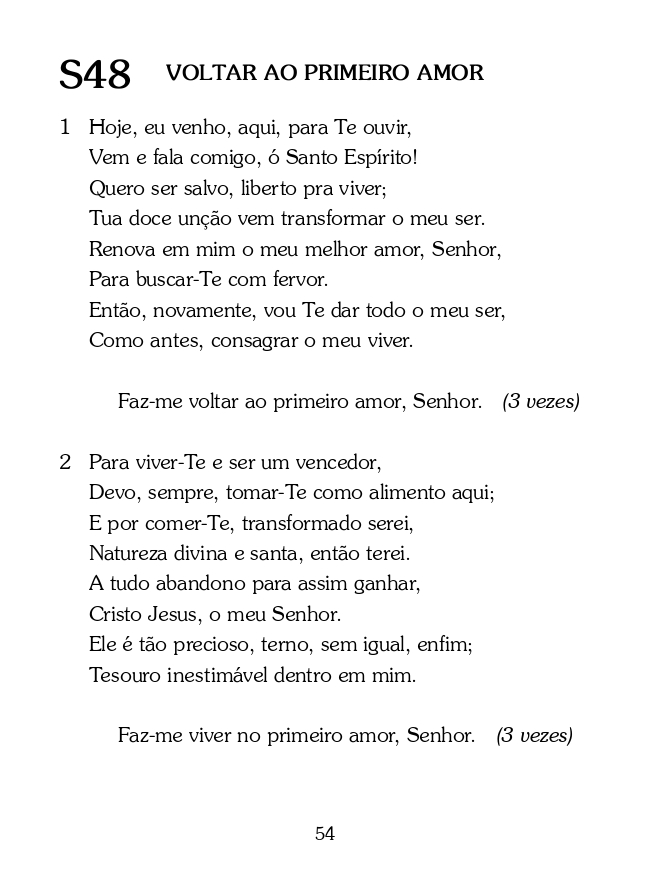 S48 VOLTAR AO PRIMEIRO AMOR
1 Hoje, eu venho, aqui, para Te ouvir,
Vem e fala comigo, ó Santo Espírito!
Quero ser salvo, liberto pra viver;
Tua doce unção vem transformar o meu ser.
Renova em mim o meu melhor amor, Senhor,
Para buscar-Te com fervor.
Então, novamente, vou Te dar todo o meu ser,
Como antes, consagrar o meu viver.
Faz-me voltar ao primeiro amor, Senhor. (3 vezes)
2 Para viver-Te e ser um vencedor,
Devo, sempre, tomar-Te como alimento aqui;
E por comer-Te, transformado serei,
Natureza divina e santa, então terei.
A tudo abandono para assim ganhar,
Cristo Jesus, o meu Senhor.
Ele é tão precioso, terno, sem igual, enfim;
Tesouro inestimável dentro em mim.
Faz-me viver no primeiro amor, Senhor. (3 vezes)
54